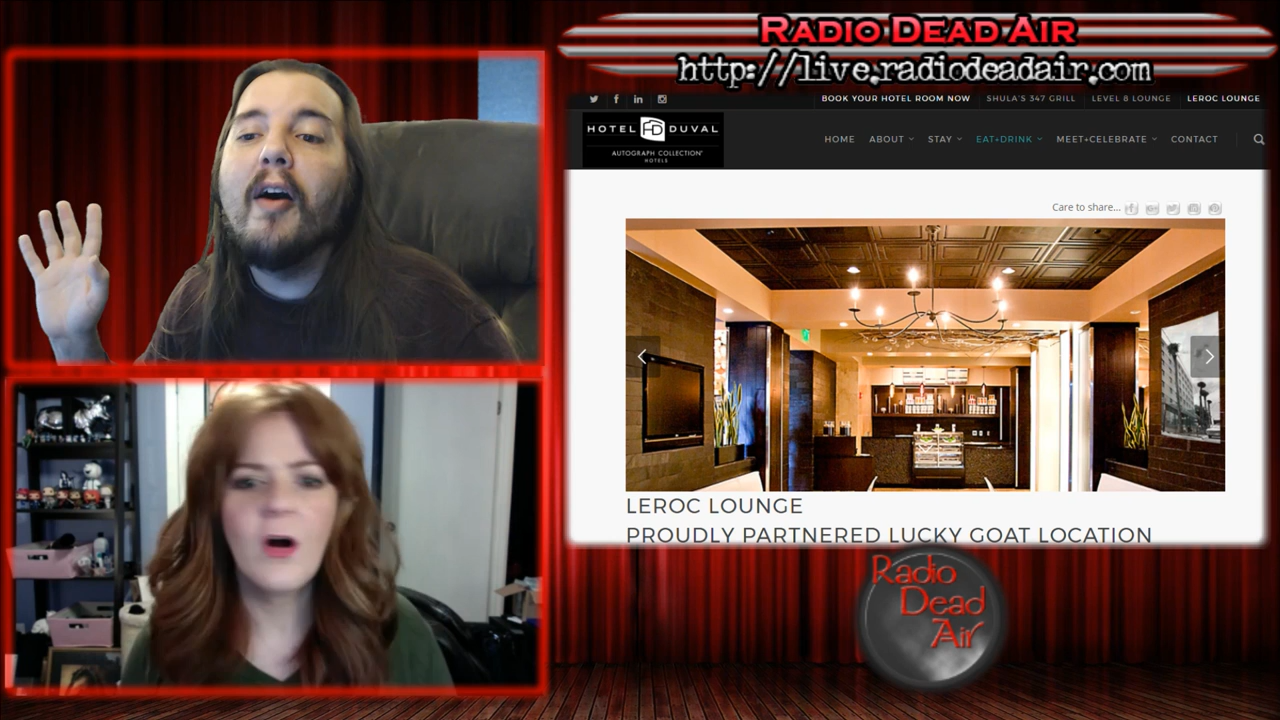 RADIO DEAD AIR
http://live.radiodeadair.com
BOOK YOUR HOTEL ROOM NOW SHULA'S 347 GRILL LEVEL 8 LOUNGE LEROC LOUNGE
HOTEL HD DUVAL
AUTOGRAPH COLLECTION®
HOTELS
HOME ABOUT STAY EAT+DRINK MEET+CELEBRATE CONTACT
Care to share...
LEROC LOUNGE
PROUDLY PARTNERED LUCKY GOAT LOCATION
Radio
Dead
Air